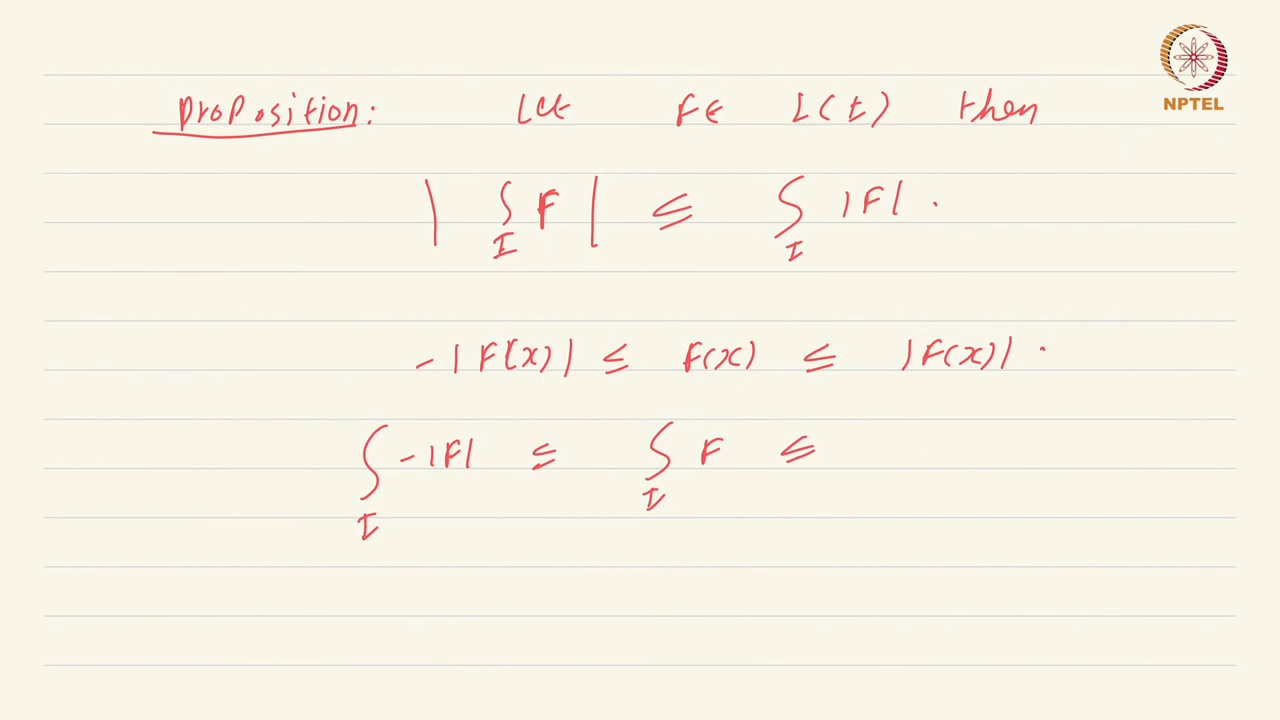 NPTEL
Proposition: Let F ∈ L(I) then
| ∫_I F | ≤ ∫_I |F| .
- |F(x)| ≤ F(x) ≤ |F(x)| .
∫_I -|F| ≤ ∫_I F ≤